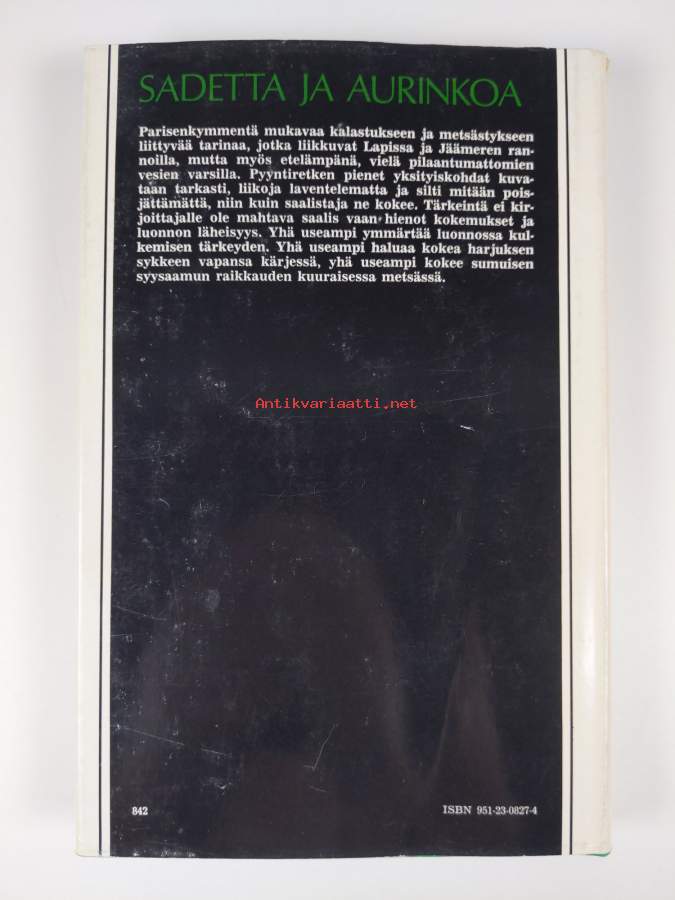 SADETTA JA AURINKOA
Parisenkymmentä mukavaa kalastukseen ja metsästykseen
liittyvää tarinaa, jotka liikkuvat Lapissa ja Jäämeren ran-
noilla, mutta myös etelämpänä, vielä pilaantumattomien
vesien varsilla. Pyyntiretken pienet yksityiskohdat kuva-
taan tarkasti, liikoja laventelematta ja silti mitään pois-
jättämättä, niin kuin saalistaja ne kokee. Tärkeintä ei kir-
joittajalle ole mahtava saalis vaan hienot kokemukset ja
luonnon läheisyys. Yhä useampi ymmärtää luonnossa kul-
kemisen tärkeyden. Yhä useampi haluaa kokea harjuksen
sykkeen vapansa kärjessä, yhä useampi kokee sumuisen
syysaamun raikkauden kuuraisessa metsässä.
Antikvariaatti.net
842
ISBN 951-23-0827-4